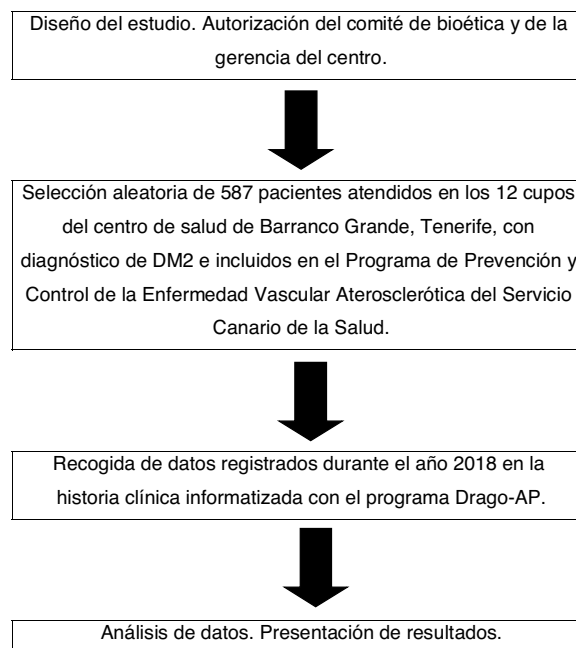 Diseño del estudio. Autorización del comité de bioética y de la
gerencia del centro.
Selección aleatoria de 587 pacientes atendidos en los 12 cupos
del centro de salud de Barranco Grande, Tenerife, con
diagnóstico de DM2 e incluidos en el Programa de Prevención y
Control de la Enfermedad Vascular Aterosclerótica del Servicio
Canario de la Salud.
Recogida de datos registrados durante el año 2018 en la
historia clínica informatizada con el programa Drago-AP.
Análisis de datos. Presentación de resultados.